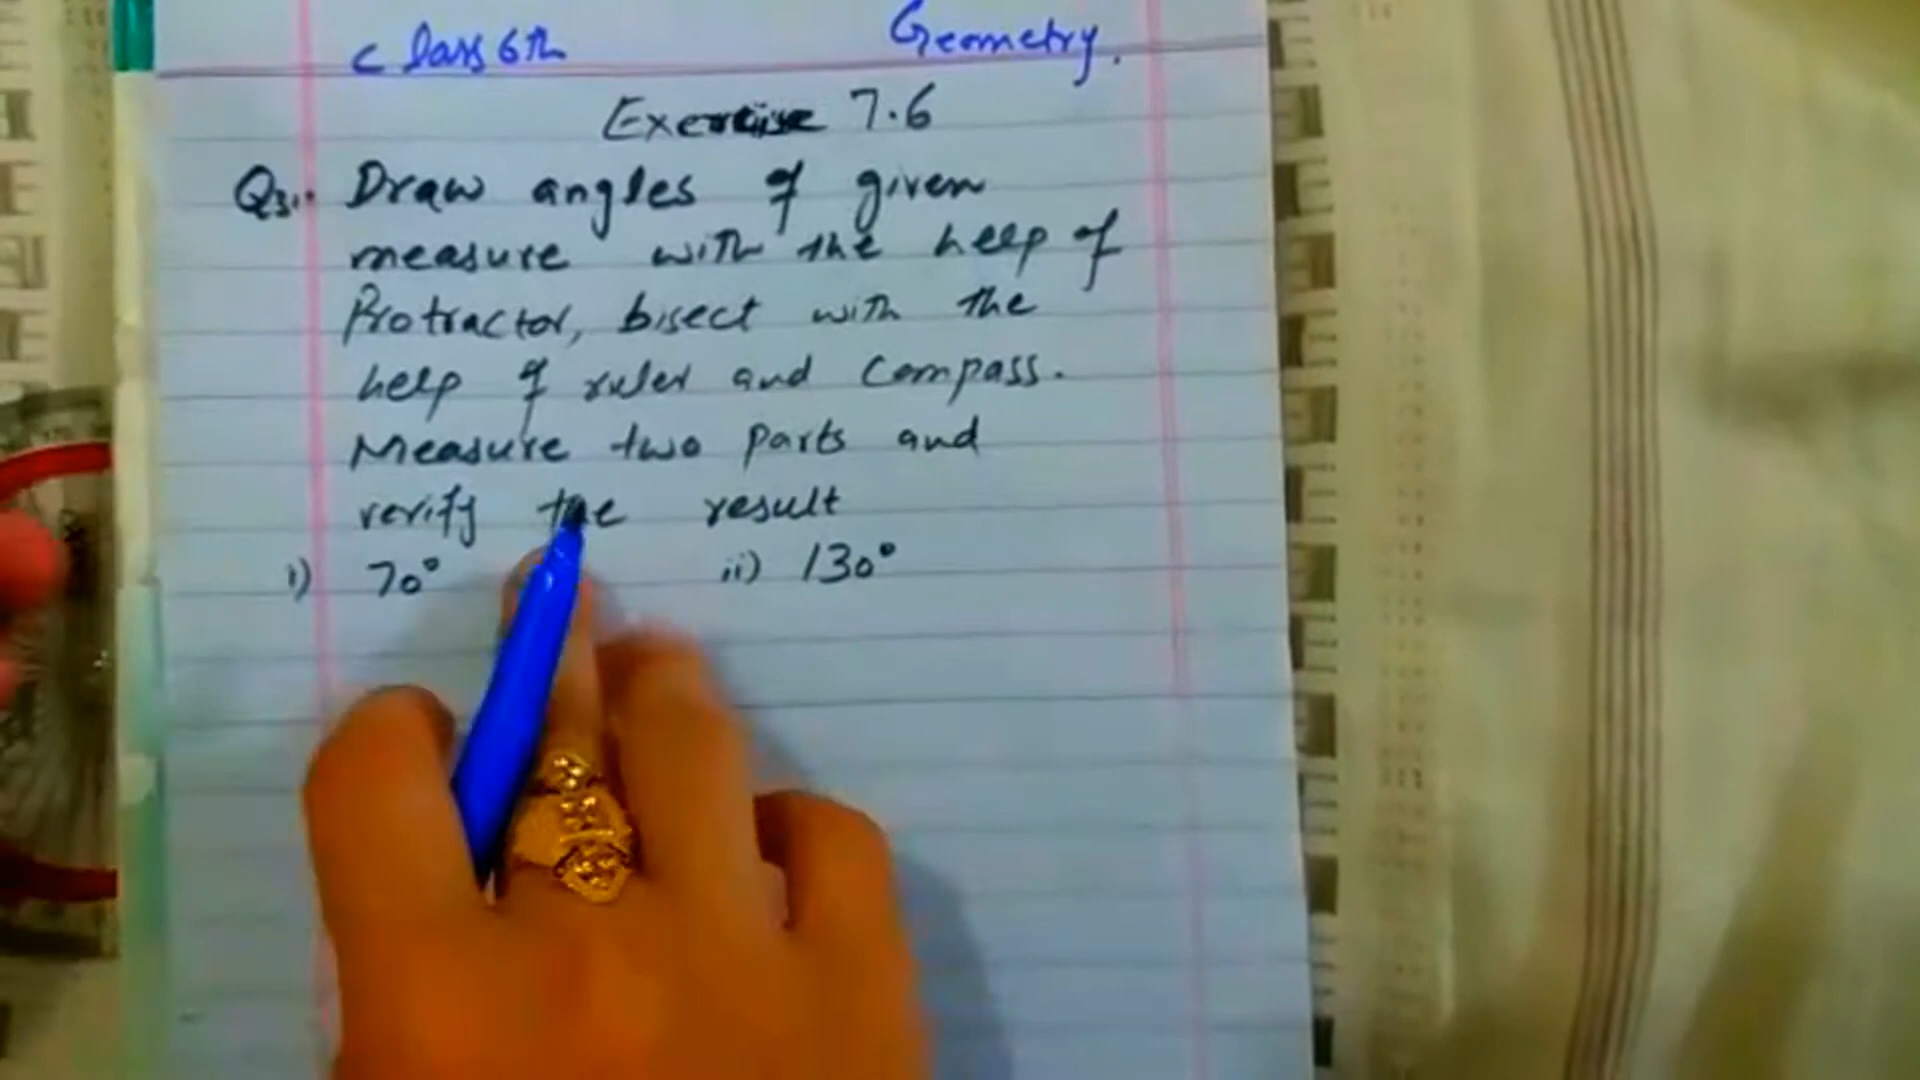 Class 6th Geometry.
Exercise 7.6
Q3:. Draw angles of given
measure with the help of
Protractor, bisect with the
help of ruler and compass.
Measure two parts and
verify the result
i) 70° ii) 130°